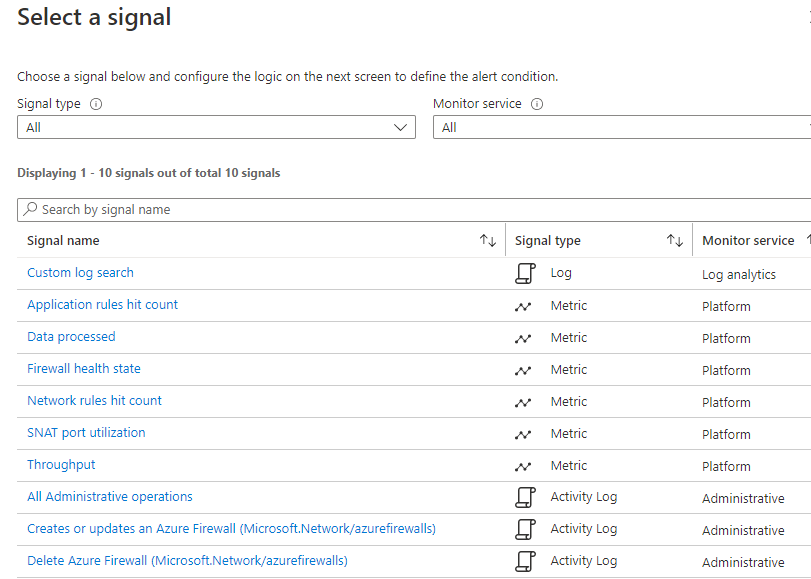 Select a signal
Choose a signal below and configure the logic on the next screen to define the alert condition.
Signal type Monitor service
All All
Displaying 1 - 10 signals out of total 10 signals
Search by signal name
Signal name Signal type Monitor service
Custom log search Log Log analytics
Application rules hit count Metric Platform
Data processed Metric Platform
Firewall health state Metric Platform
Network rules hit count Metric Platform
SNAT port utilization Metric Platform
Throughput Metric Platform
All Administrative operations Activity Log Administrative
Creates or updates an Azure Firewall (Microsoft.Network/azurefirewalls) Activity Log Administrative
Delete Azure Firewall (Microsoft.Network/azurefirewalls) Activity Log Administrative